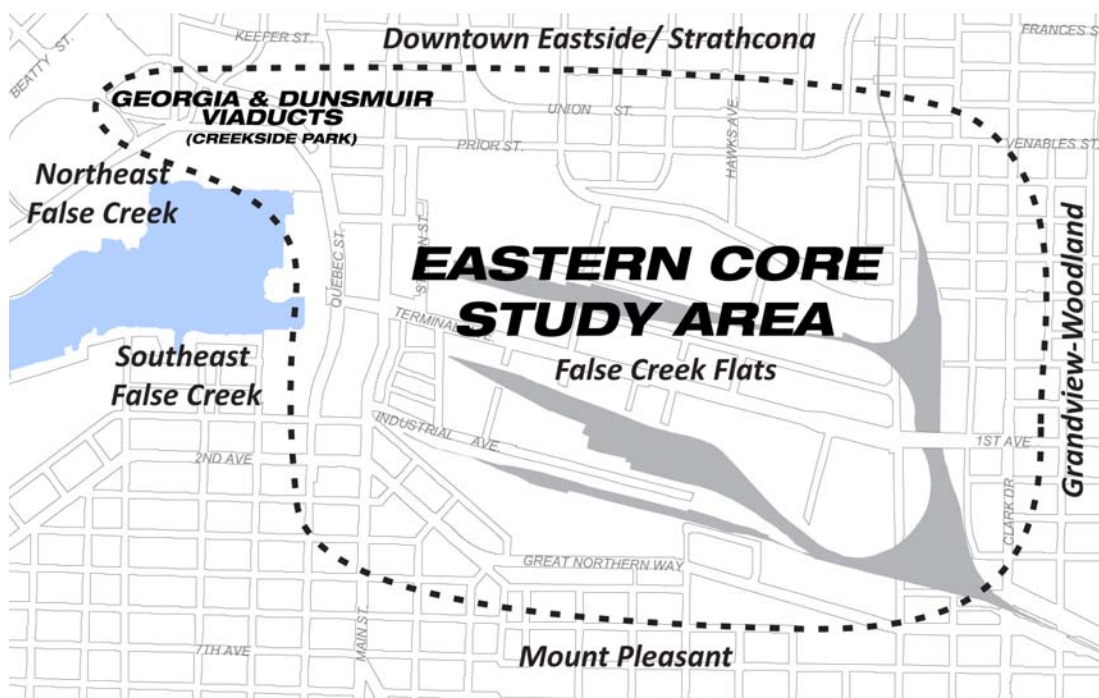 Downtown Eastside/ Strathcona
FRANCES S
KEEFER ST.
BEATTY ST.
GEORGIA & DUNSMUIR
VIADUCTS
(CREEKSIDE PARK)
UNION ST.
HAWKS AVE.
PRIOR ST.
VENABLES ST.
Northeast
False Creek
QUEBEC ST.
EASTERN CORE
STUDY AREA
False Creek Flats
Grandview-Woodland
Southeast
False Creek
INDUSTRIAL AVE.
1ST AVE.
2ND AVE
CLARK DR
GREAT NORTHERN WAY
MAIN ST.
7TH AVE
Mount Pleasant